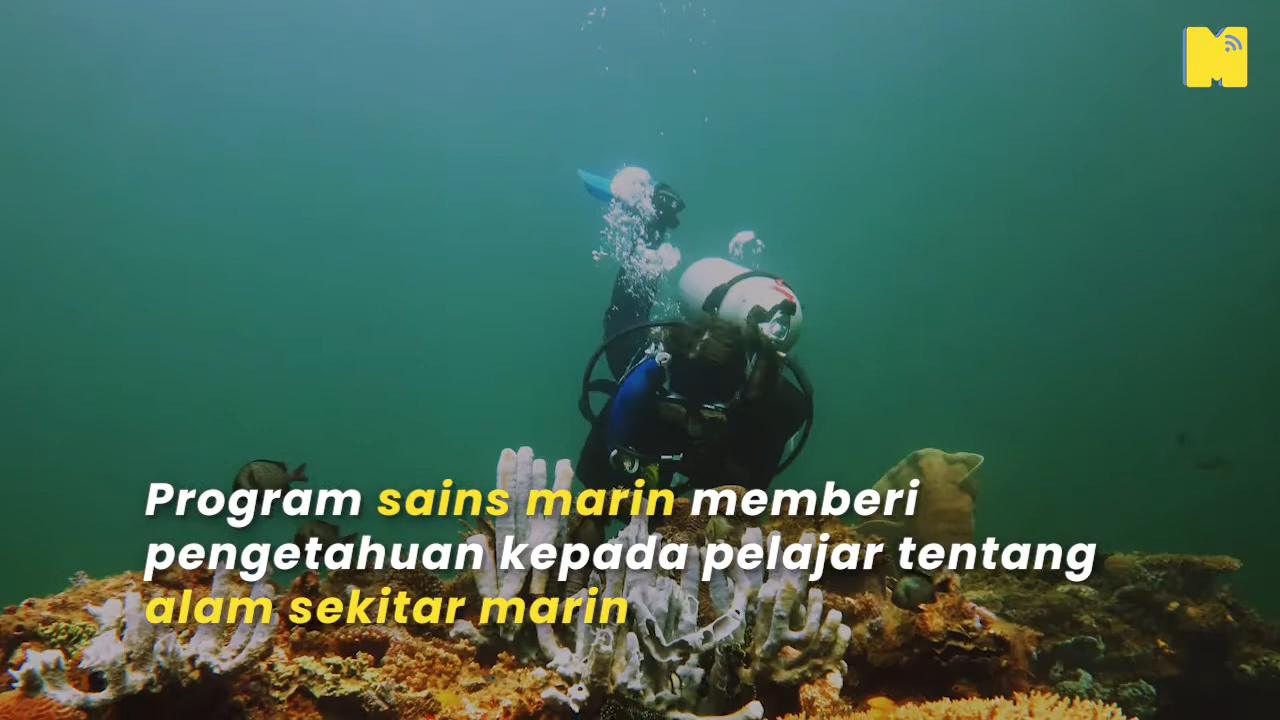 M
Program sains marin memberi
pengetahuan kepada pelajar tentang
alam sekitar marin